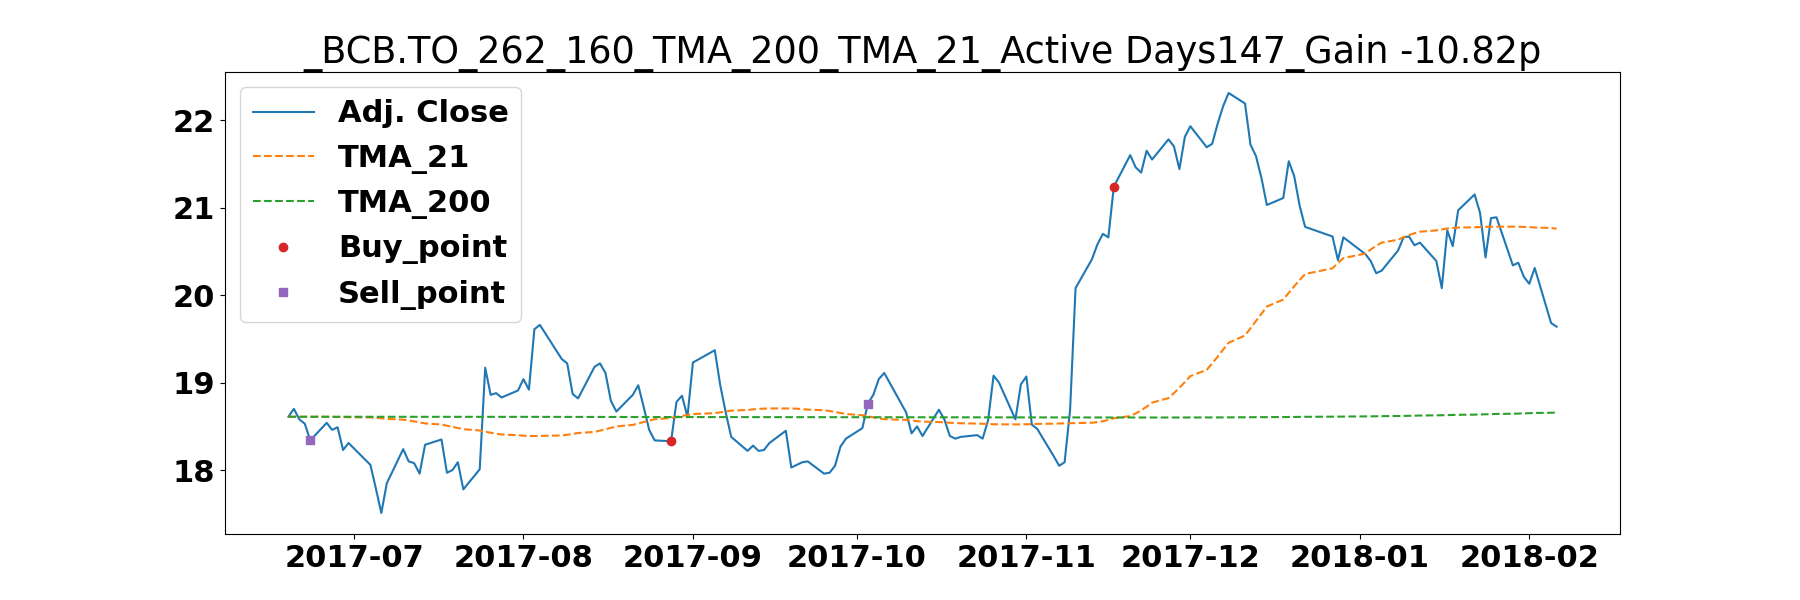 _BCB.TO_262_160_TMA_200_TMA_21_Active Days147_Gain -10.82p
Adj. Close
TMA_21
TMA_200
Buy_point
Sell_point
22
21
20
19
18
2017-07 2017-08 2017-09 2017-10 2017-11 2017-12 2018-01 2018-02